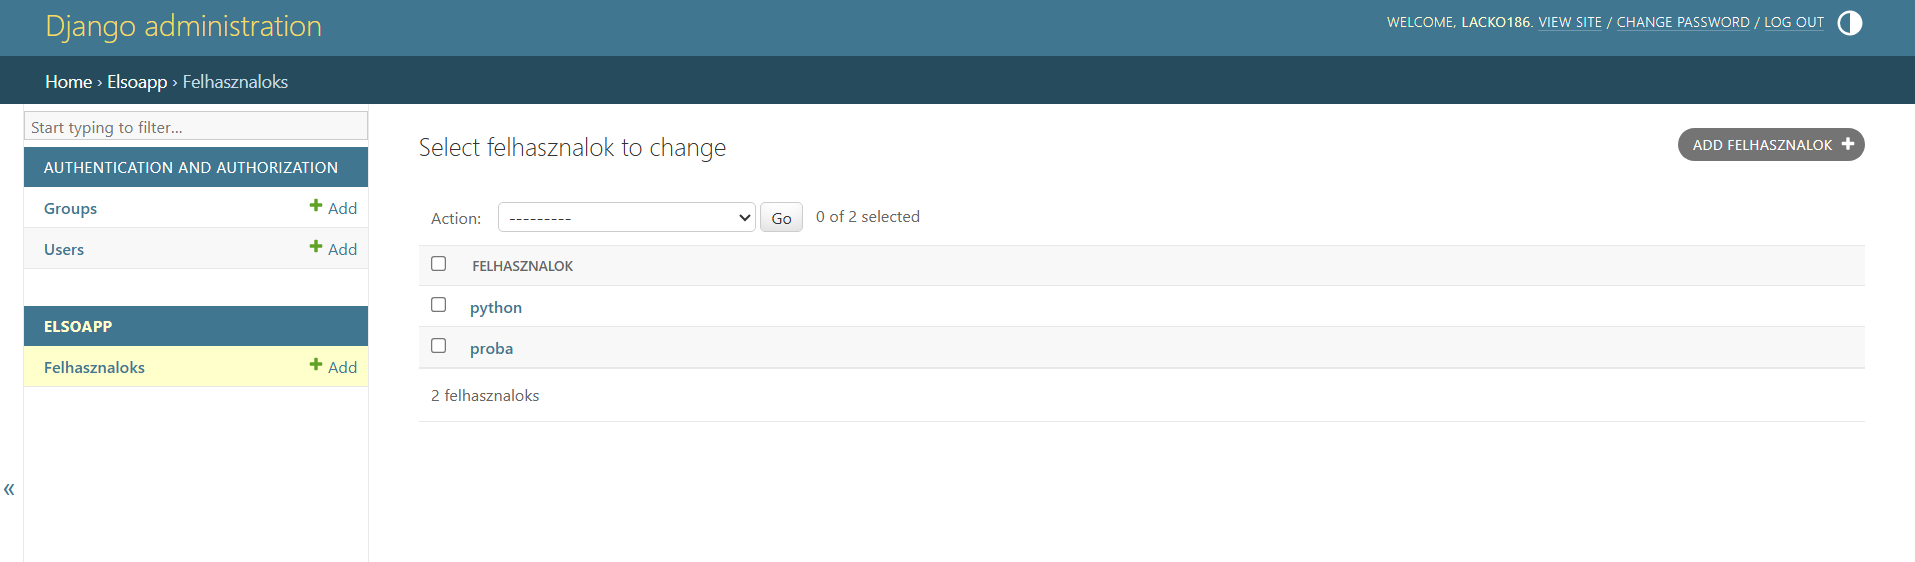 Django administration
WELCOME, LACKO186. VIEW SITE / CHANGE PASSWORD / LOG OUT
Home › Elsoapp › Felhasznaloks
Start typing to filter...
AUTHENTICATION AND AUTHORIZATION
Groups + Add
Users + Add
ELSOAPP
Felhasznaloks + Add
«
Select felhasznalok to change
ADD FELHASZNALOK +
Action: --------- Go 0 of 2 selected
FELHASZNALOK
python
proba
2 felhasznaloks